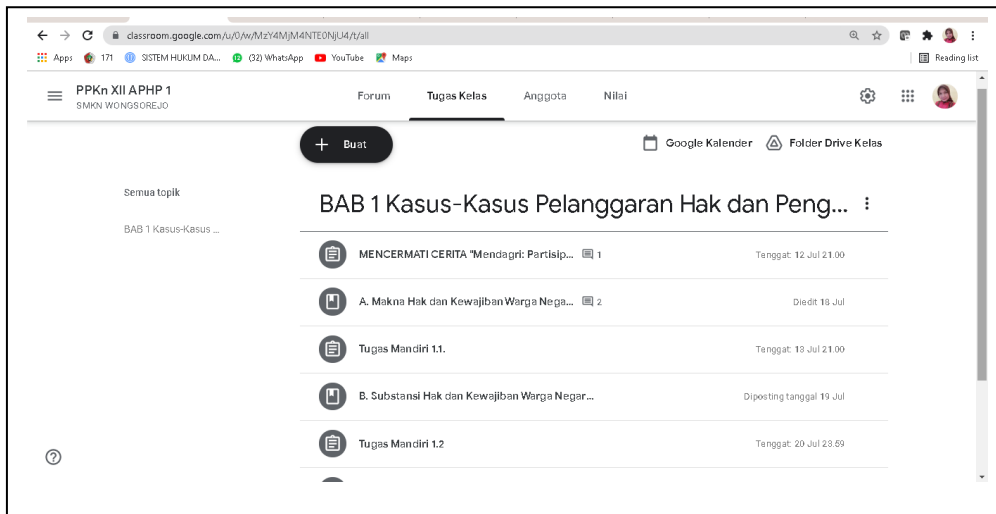 classroom.google.com/u/0/w/MzY4MjM4NTE0NjU4/t/all
Apps 171 SISTEM HUKUM DA... (32) WhatsApp YouTube Maps Reading list
PPKn XII APHP 1
SMKN WONGSOREJO
Forum Tugas Kelas Anggota Nilai
+ Buat
Google Kalender Folder Drive Kelas
Semua topik
BAB 1 Kasus-Kasus ...
BAB 1 Kasus-Kasus Pelanggaran Hak dan Peng...
MENCERMATI CERITA "Mendagri: Partisip... 1 Tenggat: 12 Jul 21.00
A. Makna Hak dan Kewajiban Warga Nega... 2 Diedit 18 Jul
Tugas Mandiri 1.1. Tenggat: 13 Jul 21.00
B. Substansi Hak dan Kewajiban Warga Negar... Diposting tanggal 19 Jul
Tugas Mandiri 1.2 Tenggat: 20 Jul 23.59